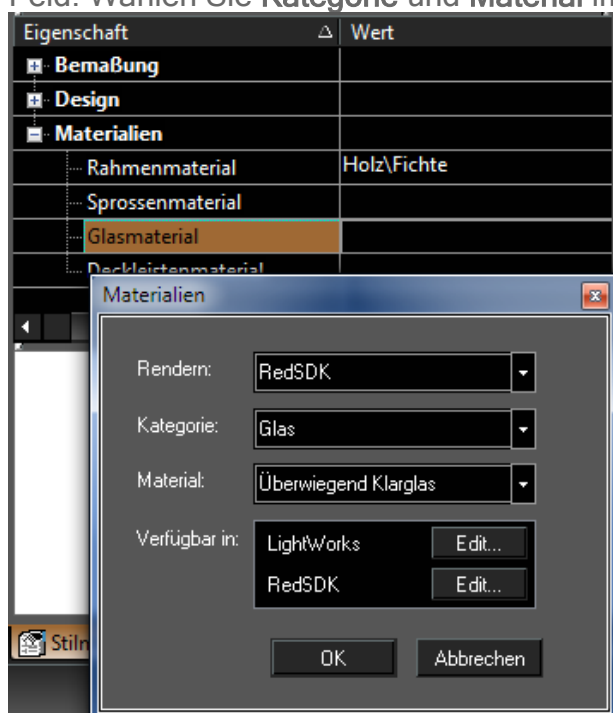 Feld. Wählen Sie Kategorie und Material in
Eigenschaft Wert
Bemaßung
Design
Materialien
Rahmenmaterial Holz\Fichte
Sprossenmaterial
Glasmaterial
Deckleistenmaterial
Materialien
Rendern: RedSDK
Kategorie: Glas
Material: Überwiegend Klarglas
Verfügbar in: LightWorks Edit...
RedSDK Edit...
OK Abbrechen